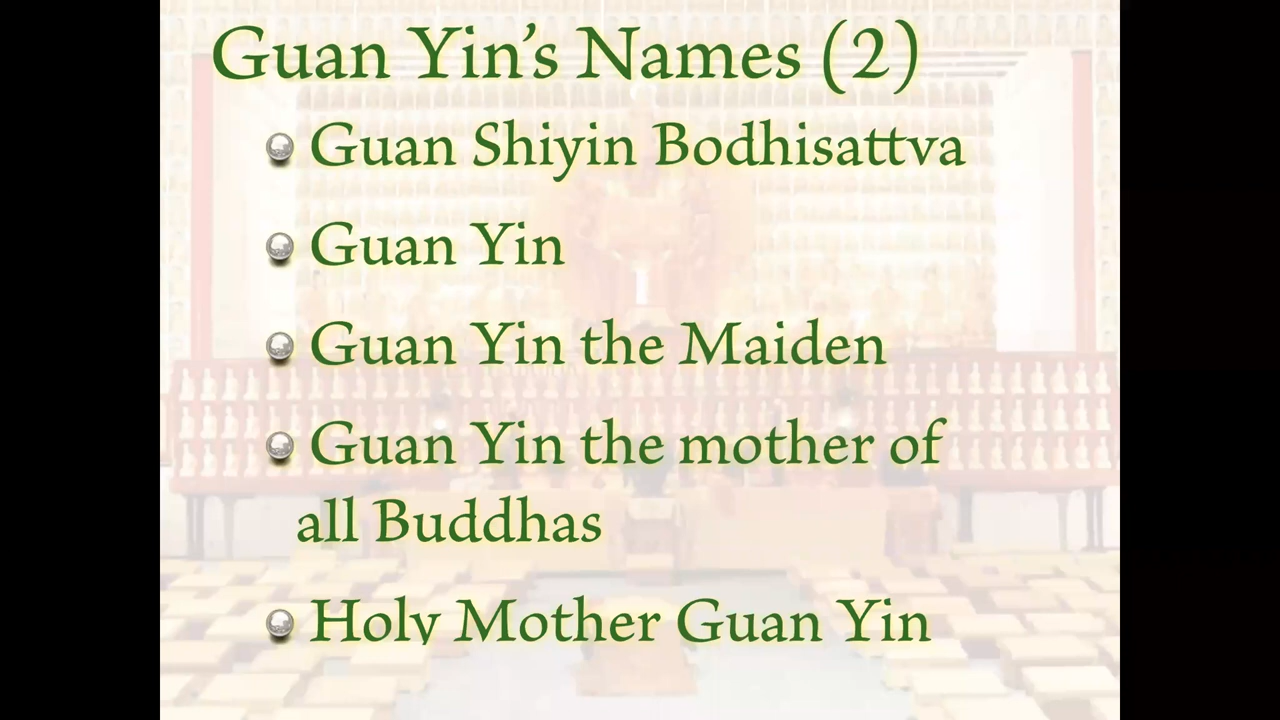 Guan Yin’s Names (2)
Guan Shiyin Bodhisattva
Guan Yin
Guan Yin the Maiden
Guan Yin the mother of
all Buddhas
Holy Mother Guan Yin